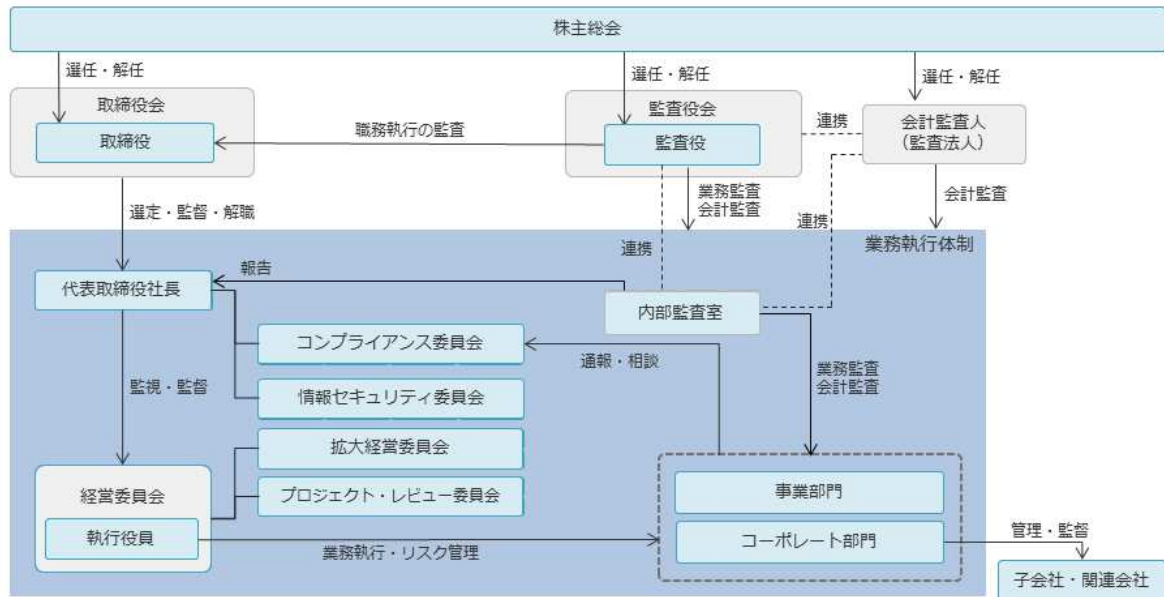 株主総会
選任・解任
選任・解任
選任・解任
取締役会
取締役
職務執行の監査
監査役会
監査役
連携
会計監査人
(監査法人)
選定・監督・解職
業務監査
会計監査
会計監査
連携
連携
業務執行体制
代表取締役社長
報告
内部監査室
コンプライアンス委員会
通報・相談
業務監査
会計監査
監視・監督
情報セキュリティ委員会
拡大経営委員会
経営委員会
プロジェクト・レビュー委員会
執行役員
業務執行・リスク管理
事業部門
コーポレート部門
管理・監督
子会社・関連会社